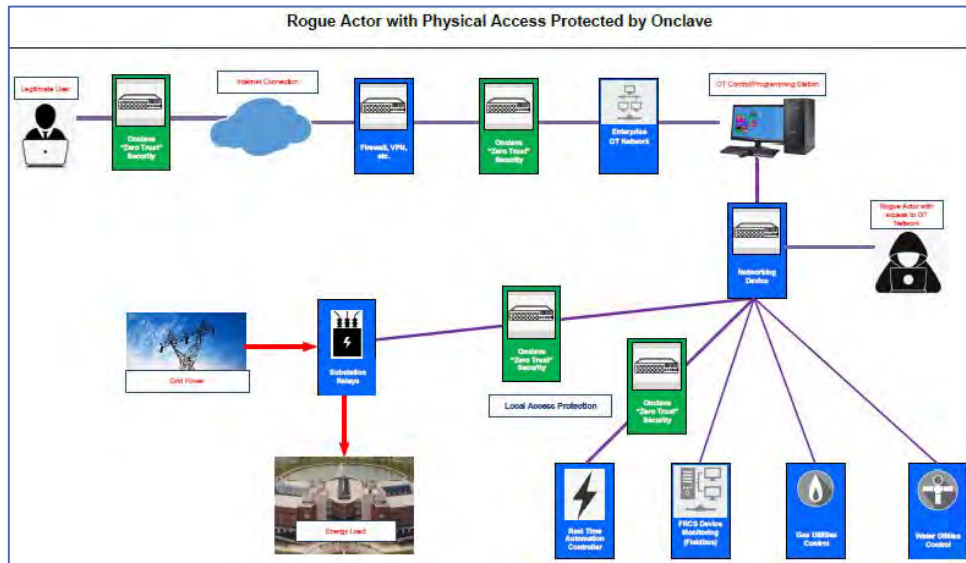 Rogue Actor with Physical Access Protected by Onclave
Legitimate User
Onclave
"Zero Trust"
Security
Internet Connection
Firewall, VPN,
etc.
Onclave
"Zero Trust"
Security
Enterprise
OT Network
OT Control/Programming Station
Networking
Device
Rogue Actor with
access to OT
Network
Grid Power
Substation
Relays
Onclave
"Zero Trust"
Security
Local Access Protection
Onclave
"Zero Trust"
Security
Energy Load
Real Time
Automation
Controller
FRCS Device
Monitoring
(Fieldbus)
Gas Utilities
Control
Water Utilities
Control